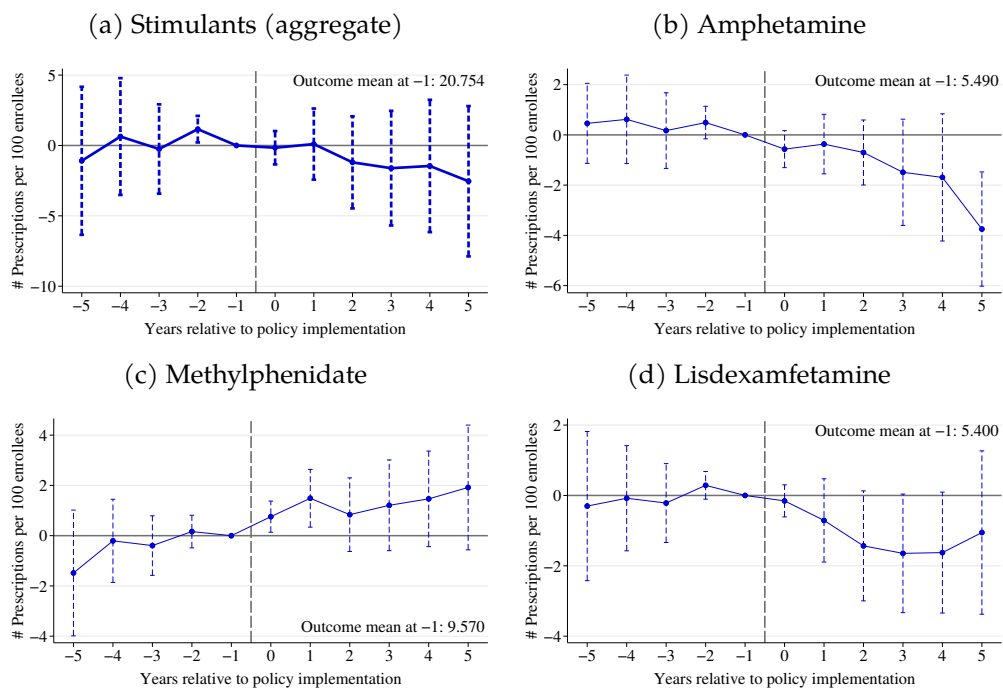 (a) Stimulants (aggregate)
Outcome mean at −1: 20.754
# Prescriptions per 100 enrollees
5
0
−5
−10
−5 −4 −3 −2 −1 0 1 2 3 4 5
Years relative to policy implementation
(b) Amphetamine
Outcome mean at −1: 5.490
# Prescriptions per 100 enrollees
2
0
−2
−4
−6
−5 −4 −3 −2 −1 0 1 2 3 4 5
Years relative to policy implementation
(c) Methylphenidate
# Prescriptions per 100 enrollees
4
2
0
−2
−4
Outcome mean at −1: 9.570
−5 −4 −3 −2 −1 0 1 2 3 4 5
Years relative to policy implementation
(d) Lisdexamfetamine
Outcome mean at −1: 5.400
# Prescriptions per 100 enrollees
2
0
−2
−4
−5 −4 −3 −2 −1 0 1 2 3 4 5
Years relative to policy implementation